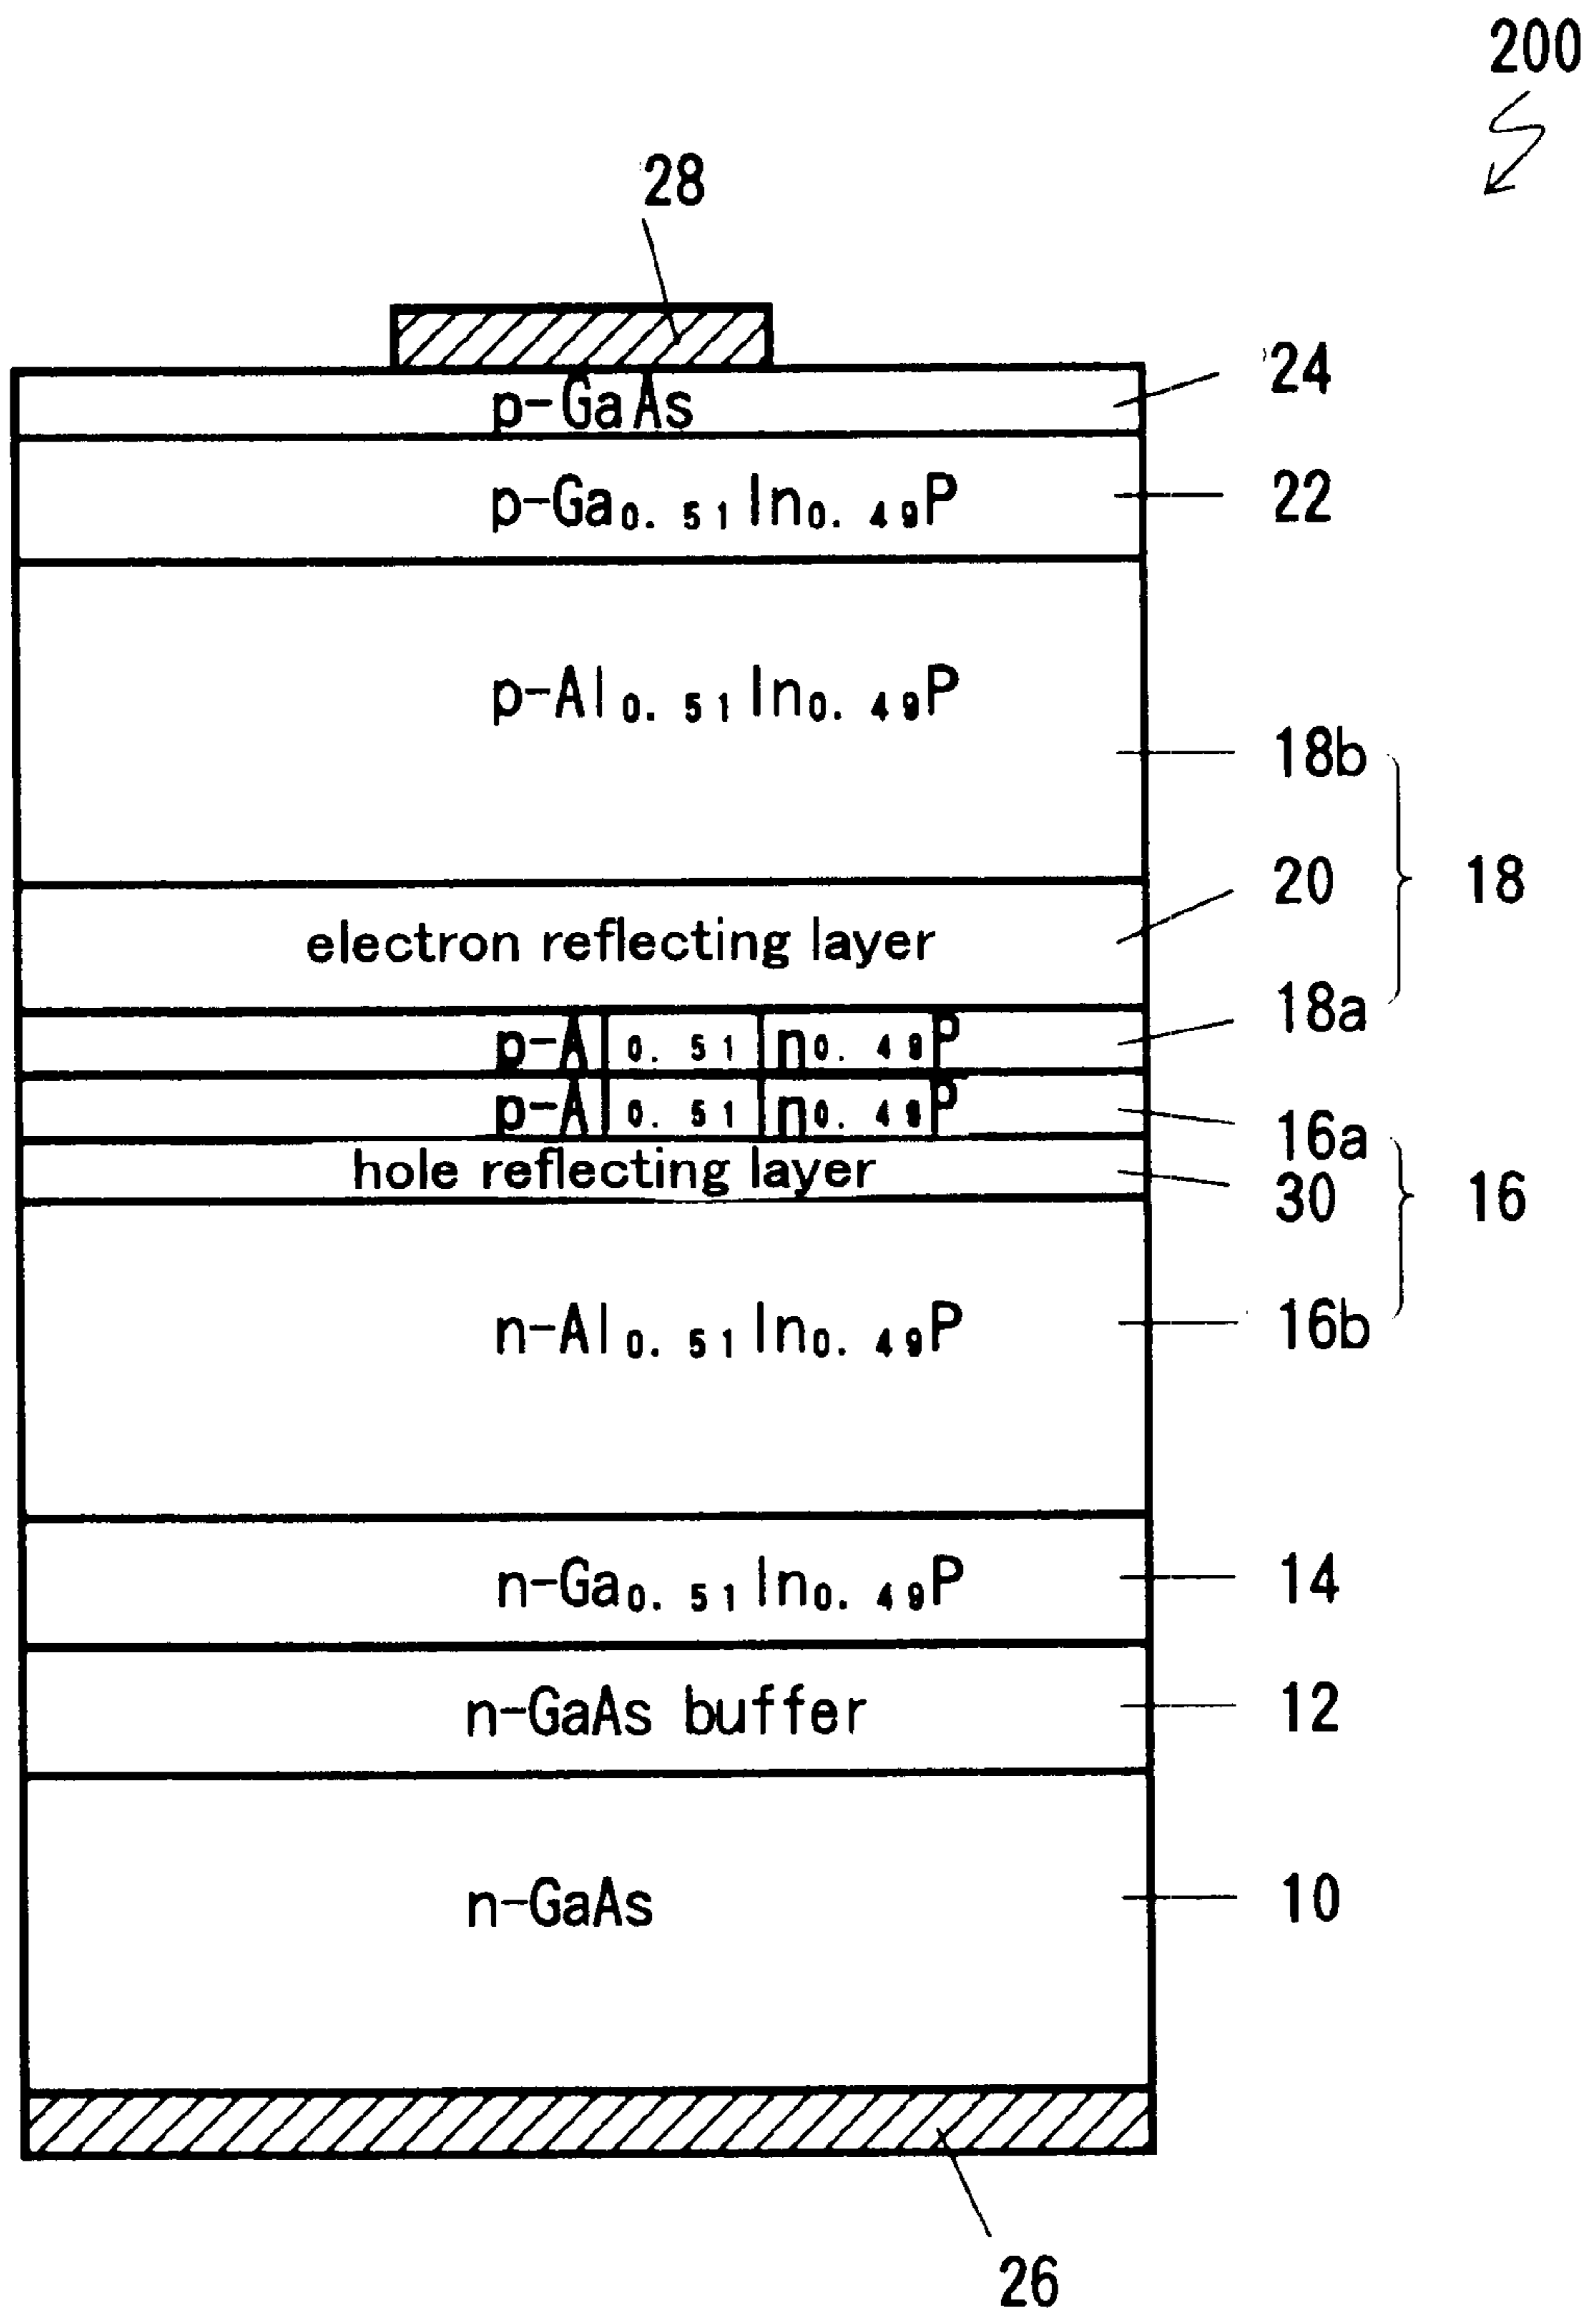 200
28
p-GaAs 24
p-Ga0.51In0.49P 22
p-Al0.51In0.49P
18b
20 18
electron reflecting layer
18a
p-Al0.51In0.49P
p-Al0.51In0.49P
16a
hole reflecting layer
30 16
n-Al0.51In0.49P 16b
n-Ga0.51In0.49P 14
n-GaAs buffer 12
n-GaAs 10
26